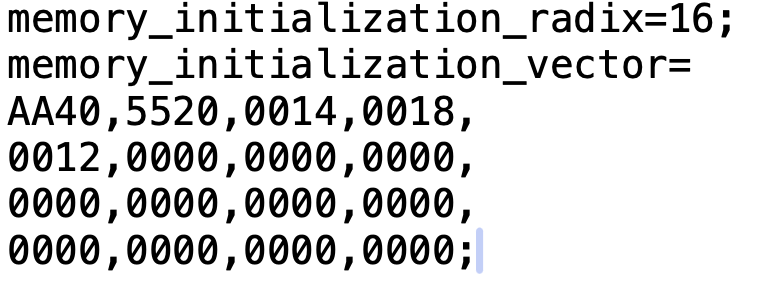 memory_initialization_radix=16;
memory_initialization_vector=
AA40,5520,0014,0018,
0012,0000,0000,0000,
0000,0000,0000,0000,
0000,0000,0000,0000;